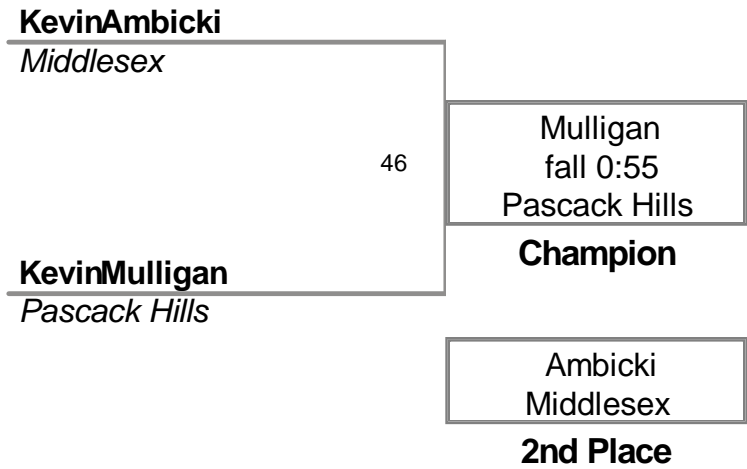 KevinAmbicki
Middlesex
46
Mulligan
fall 0:55
Pascack Hills
Champion
KevinMulligan
Pascack Hills
Ambicki
Middlesex
2nd Place